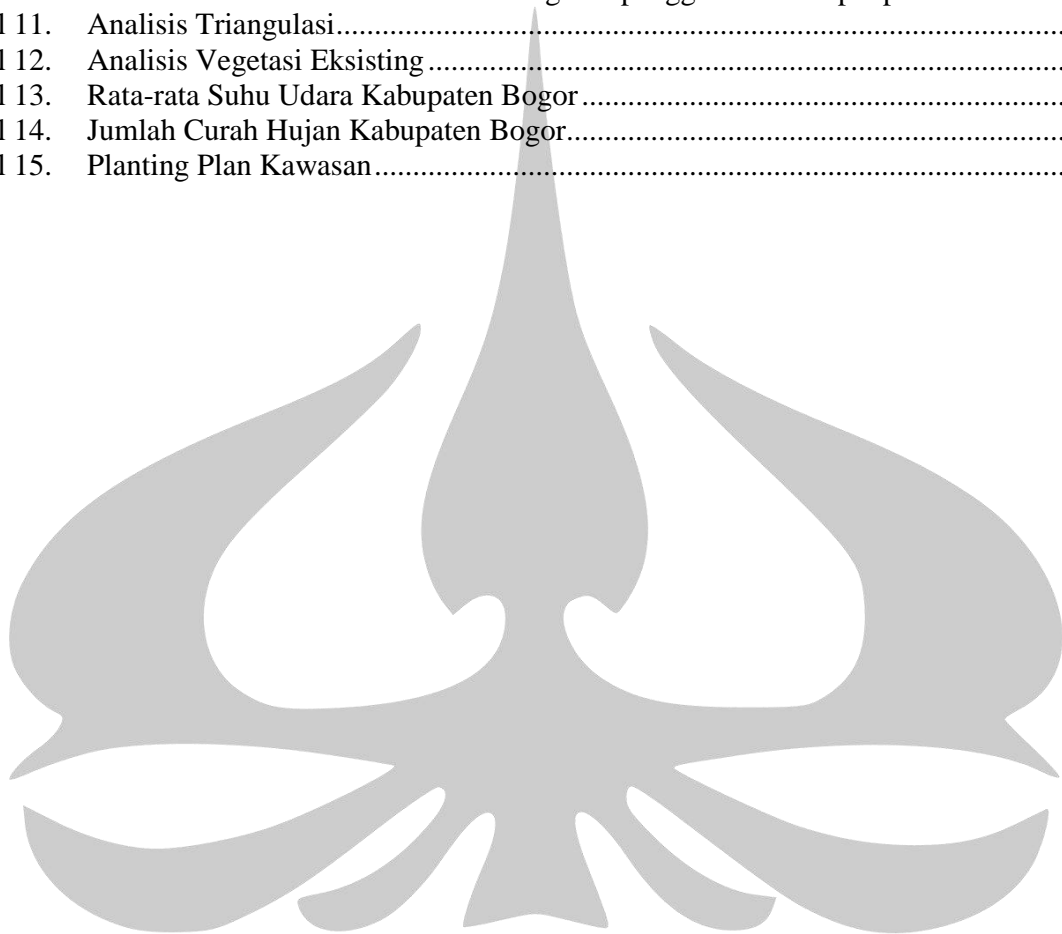 l 11. Analisis Triangulasi..............................................................................................
l 12. Analisis Vegetasi Eksisting..................................................................................
l 13. Rata-rata Suhu Udara Kabupaten Bogor..............................................................
l 14. Jumlah Curah Hujan Kabupaten Bogor................................................................
l 15. Planting Plan Kawasan.........................................................................................